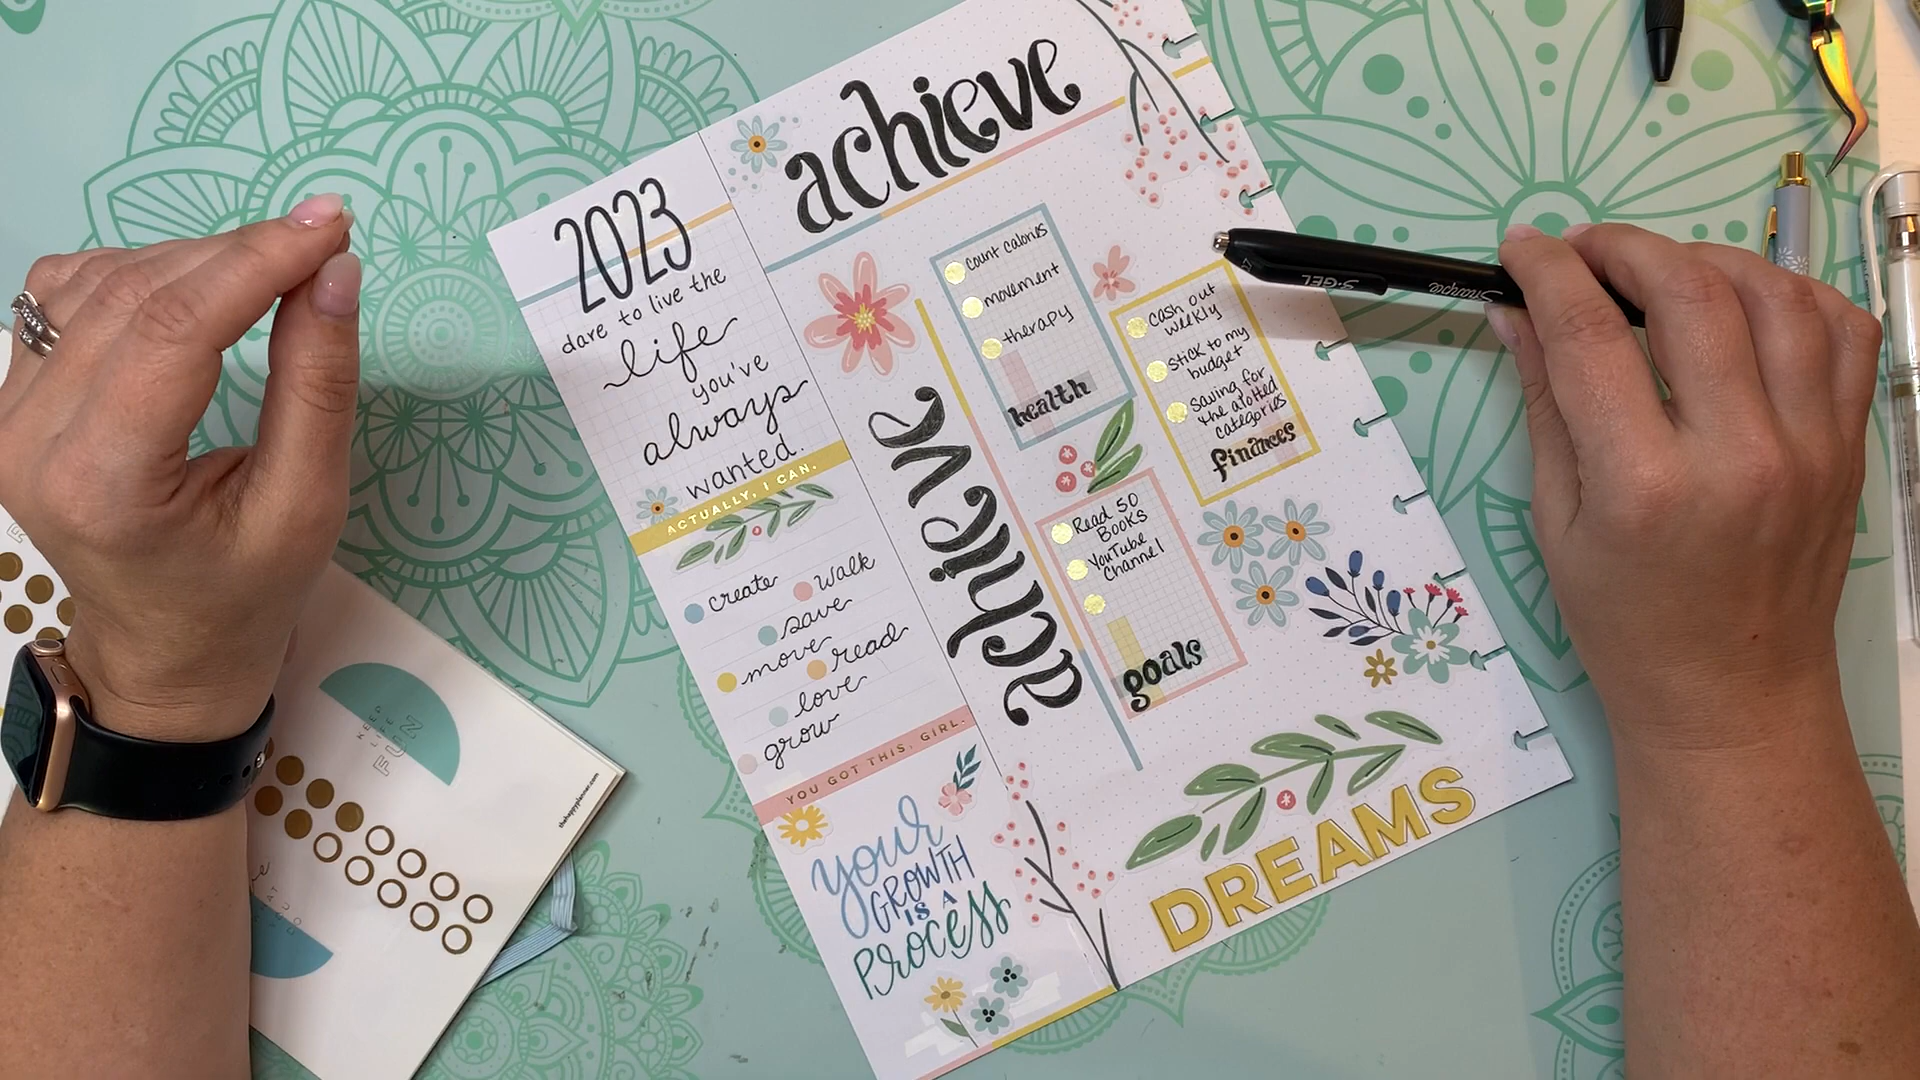 2023
dare to live the
life
you've
always
wanted.
ACTUALLY, I CAN.
create
walk
save
move
read
love
grow
YOU GOT THIS, GIRL.
your
GROWTH
IS A
PROCESS
achieve
achieve
count calories
movement
therapy
health
cash out
weekly
Stick to my
budget
Saving for
the alotted
categories
finances
Read 50
Books
YouTube
Channel
goals
DREAMS
Sharpie
S·GEL
KEEP
LIFE
FUN
thehappyplanner.com